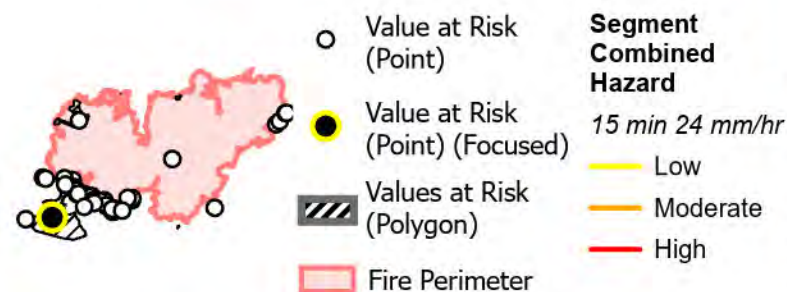 Value at Risk
(Point)
Value at Risk
(Point) (Focused)
Values at Risk
(Polygon)
Fire Perimeter
Segment
Combined
Hazard
15 min 24 mm/hr
Low
Moderate
High